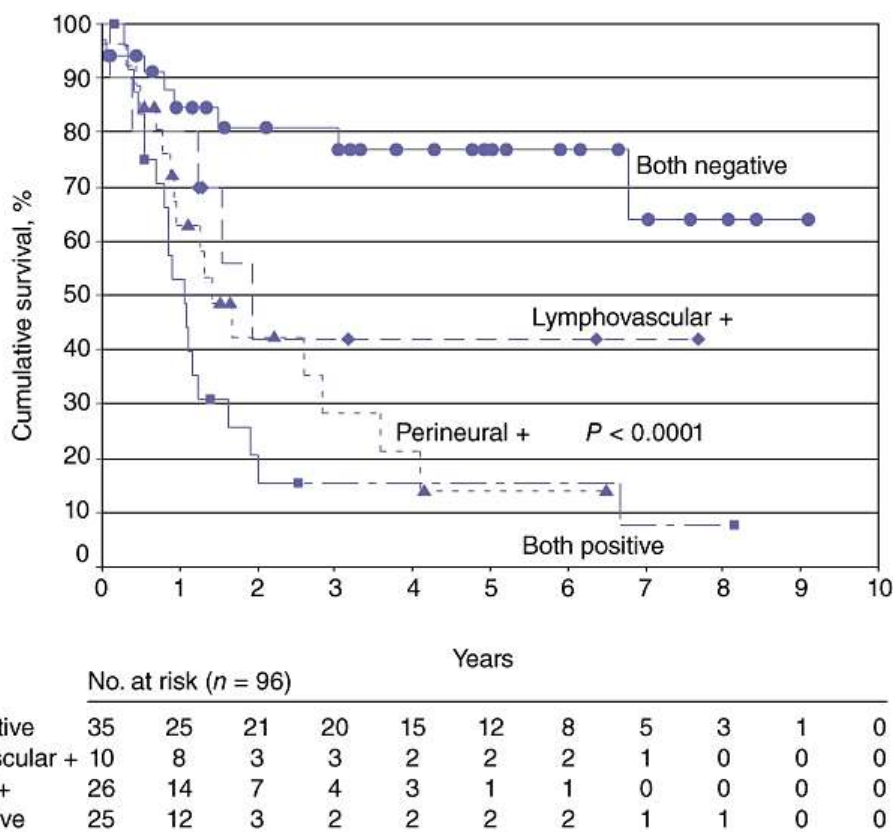 100
90
80
70
60
50
40
30
20
10
0
Cumulative survival, %
Both negative
Lymphovascular +
Perineural + P < 0.0001
Both positive
0 1 2 3 4 5 6 7 8 9 10
Years
No. at risk (n = 96)
tive 35 25 21 20 15 12 8 5 3 1 0
scular + 10 8 3 3 2 2 2 1 0 0 0
+ 26 14 7 4 3 1 1 0 0 0 0
ve 25 12 3 2 2 2 2 1 1 0 0